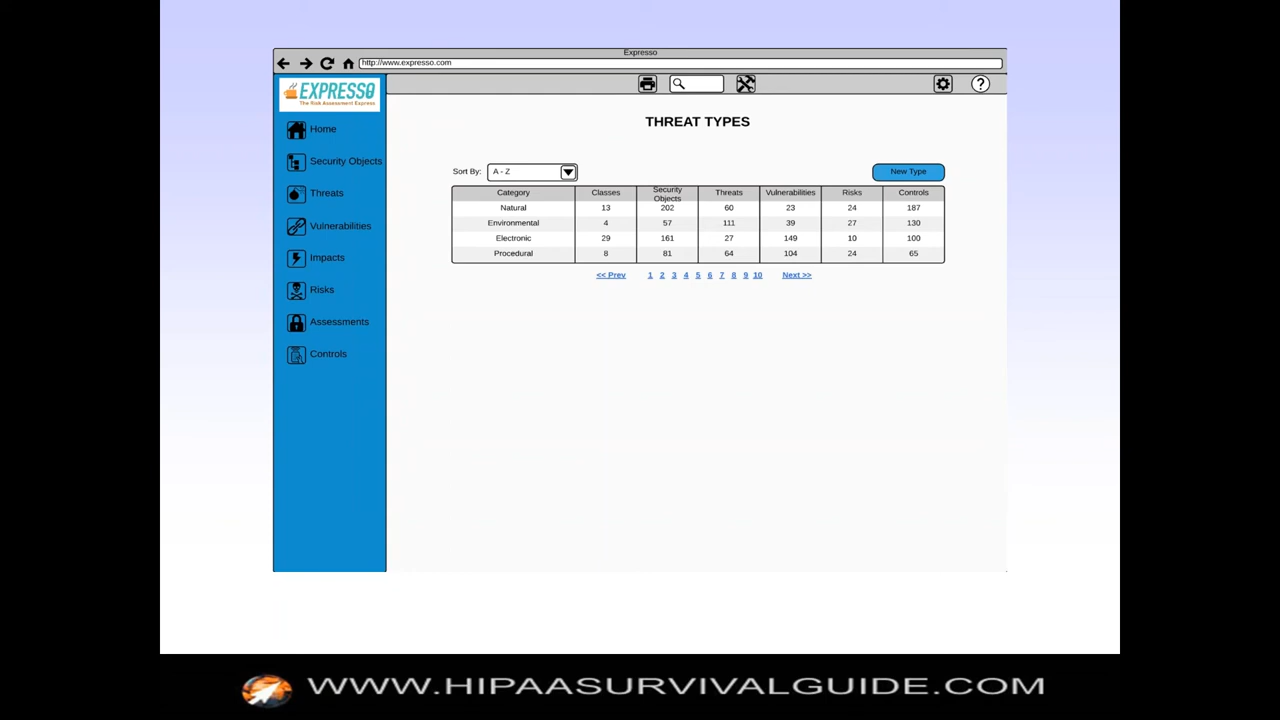 Expresso
http://www.expresso.com
EXPRESSO
The Risk Assessment Express
?
Home
Security Objects
Threats
Vulnerabilities
Impacts
Risks
Assessments
Controls
THREAT TYPES
Sort By: A - Z New Type
Category Classes Security Objects Threats Vulnerabilities Risks Controls
Natural 13 202 60 23 24 187
Environmental 4 57 111 39 27 130
Electronic 29 161 27 149 10 100
Procedural 8 81 64 104 24 65
<< Prev 1 2 3 4 5 6 7 8 9 10 Next >>
WWW.HIPAASURVIVALGUIDE.COM